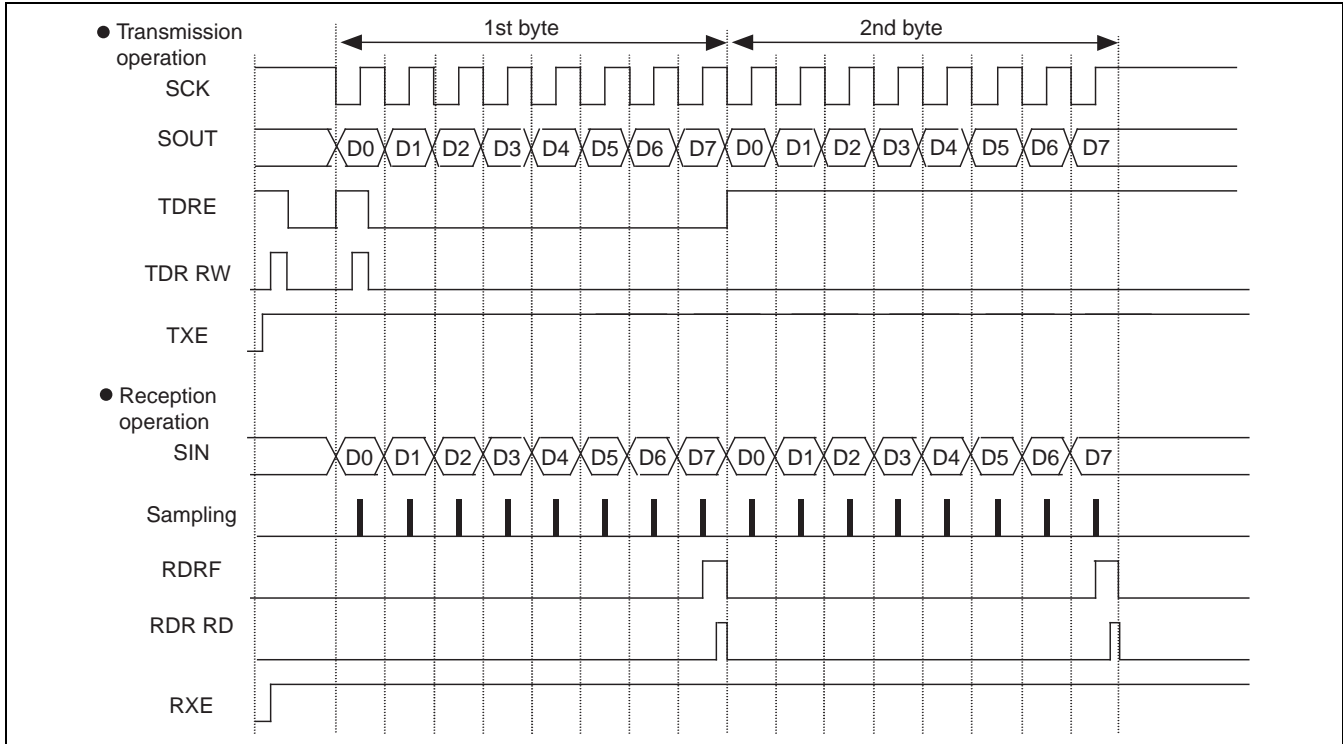 1st byte 2nd byte
● Transmission
operation
SCK
SOUT D0 D1 D2 D3 D4 D5 D6 D7 D0 D1 D2 D3 D4 D5 D6 D7
TDRE
TDR RW
TXE
● Reception
operation
SIN D0 D1 D2 D3 D4 D5 D6 D7 D0 D1 D2 D3 D4 D5 D6 D7
Sampling
RDRF
RDR RD
RXE